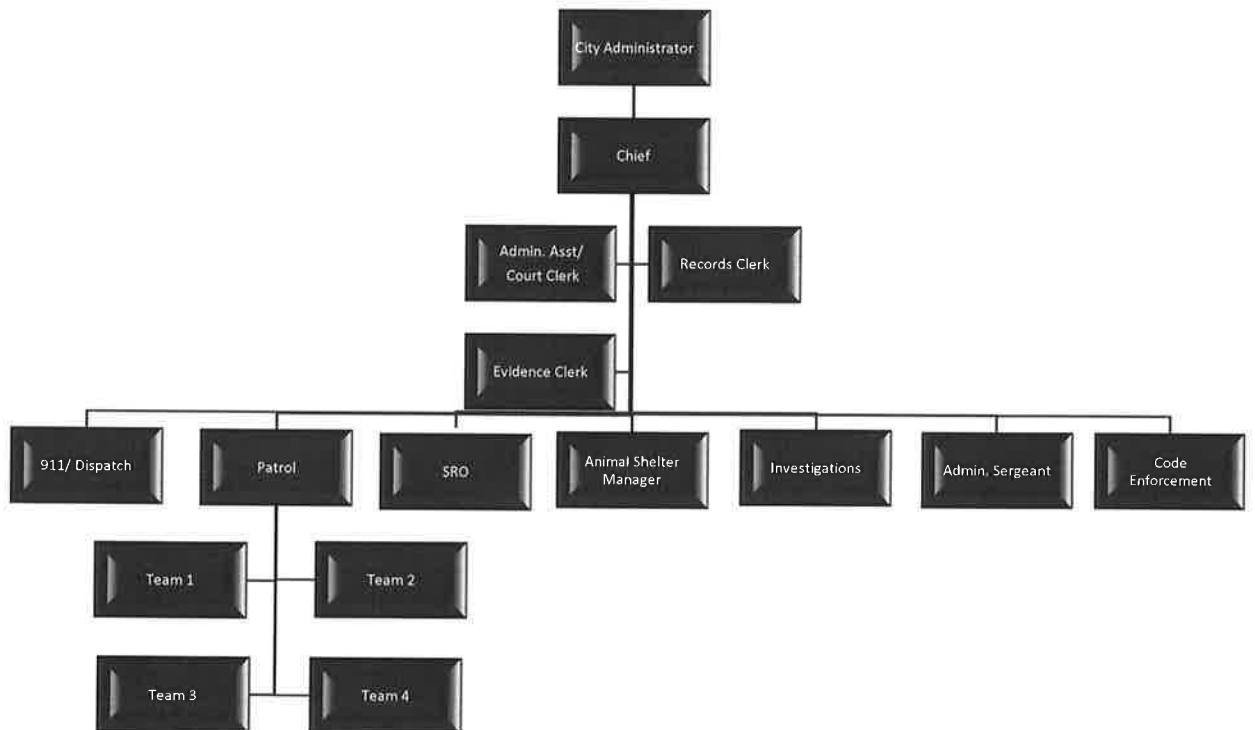 City Administrator
Chief
Admin. Asst/
Court Clerk
Records Clerk
Evidence Clerk
911/ Dispatch
Patrol
SRO
Animal Shelter
Manager
Investigations
Admin. Sergeant
Code
Enforcement
Team 1
Team 2
Team 3
Team 4